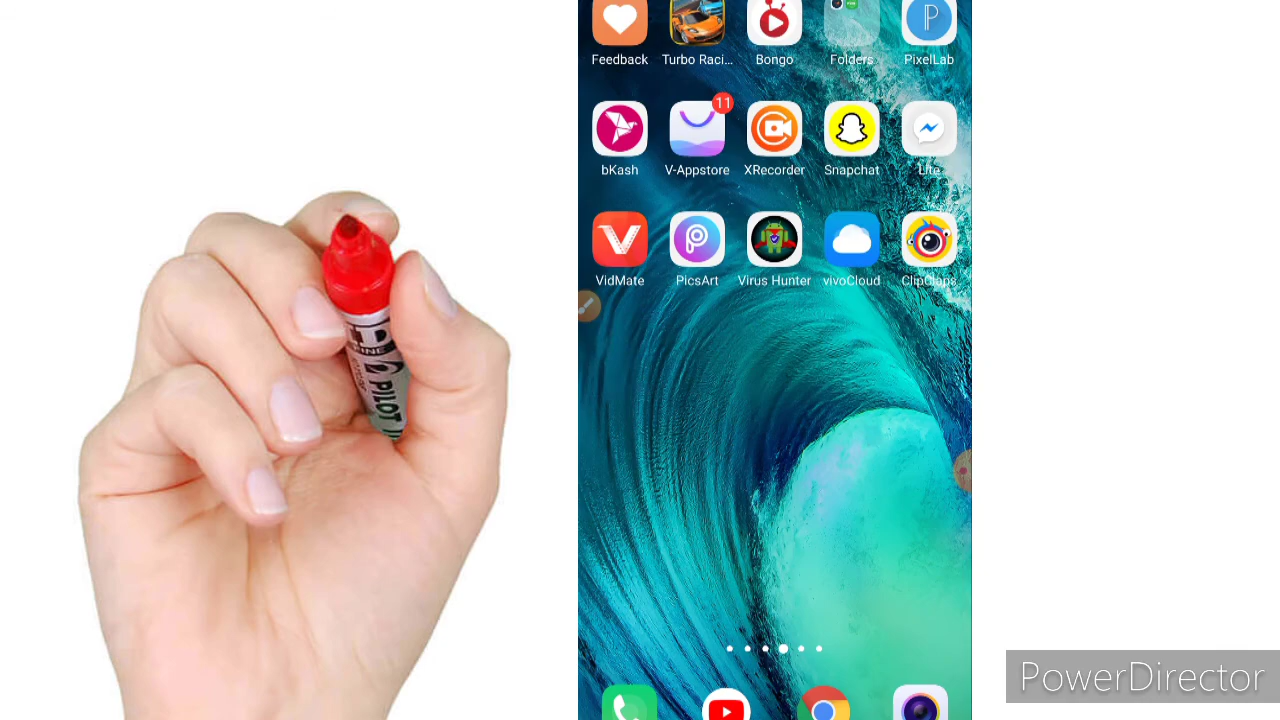 Feedback Turbo Raci... Bongo Folders PixelLab
11
bKash V-Appstore XRecorder Snapchat Lite
VidMate PicsArt Virus Hunter vivoCloud ClipClaps
PILOT
PowerDirector